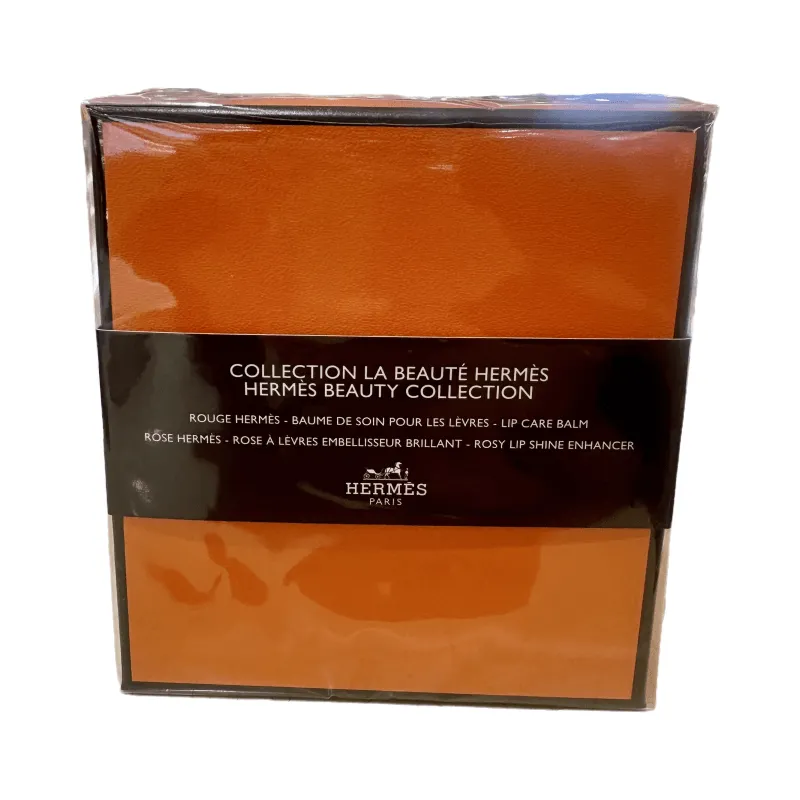 COLLECTION LA BEAUTÉ HERMÈS
HERMÈS BEAUTY COLLECTION
ROUGE HERMÈS - BAUME DE SOIN POUR LES LÈVRES - LIP CARE BALM
ROSE HERMÈS - ROSE À LÈVRES EMBELLISSEUR BRILLANT - ROSY LIP SHINE ENHANCER
HERMÈS
PARIS